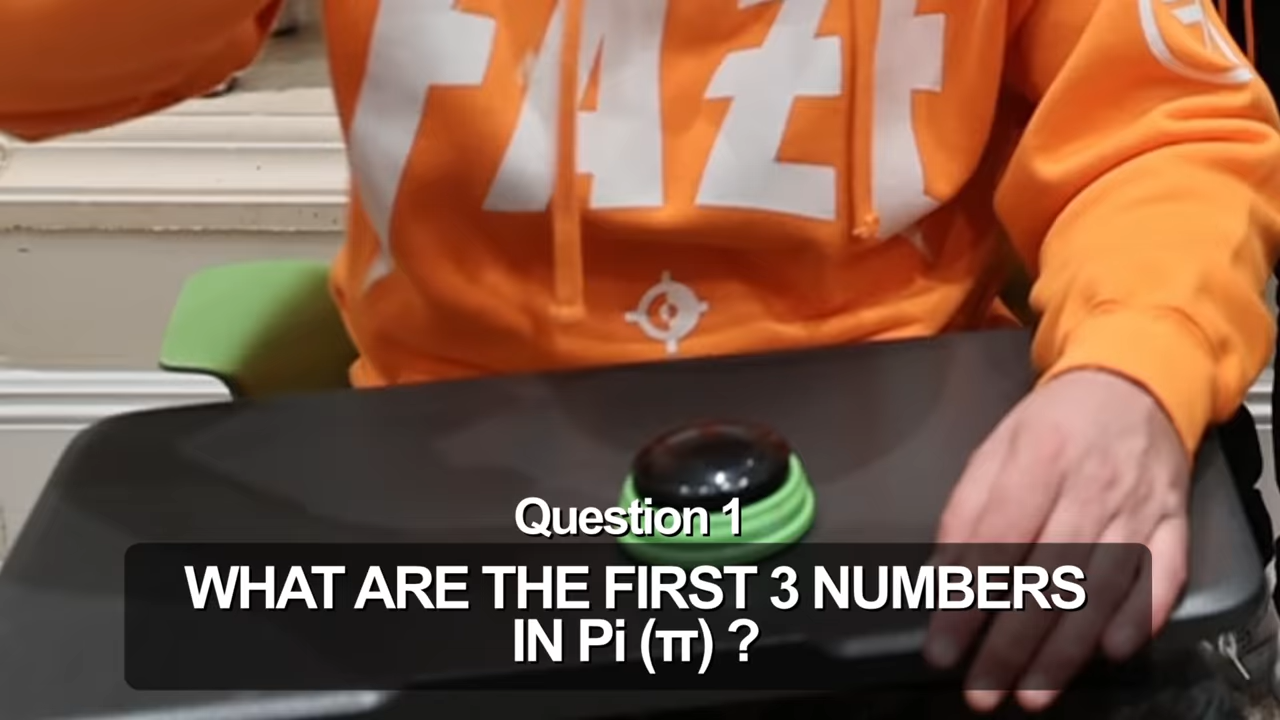 FAZE
Question 1
WHAT ARE THE FIRST 3 NUMBERS
IN Pi (π) ?